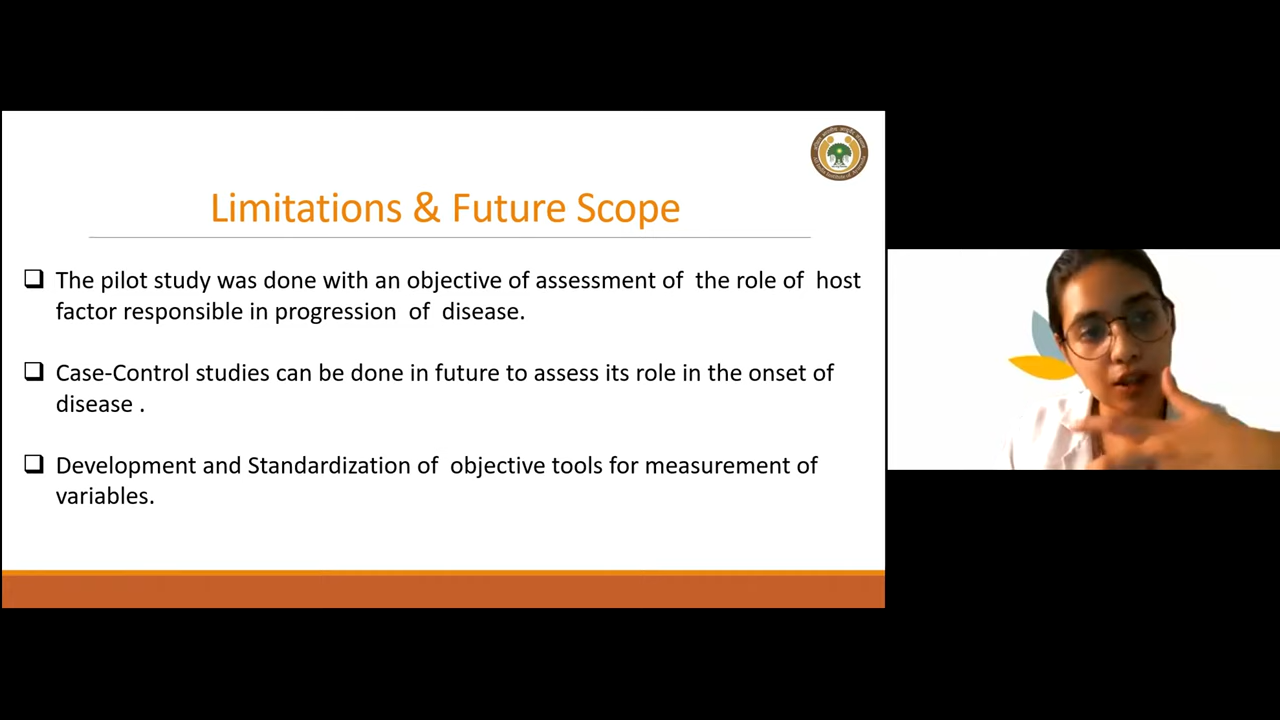 Limitations & Future Scope
❑ The pilot study was done with an objective of assessment of the role of host
factor responsible in progression of disease.
❑ Case-Control studies can be done in future to assess its role in the onset of
disease .
❑ Development and Standardization of objective tools for measurement of
variables.